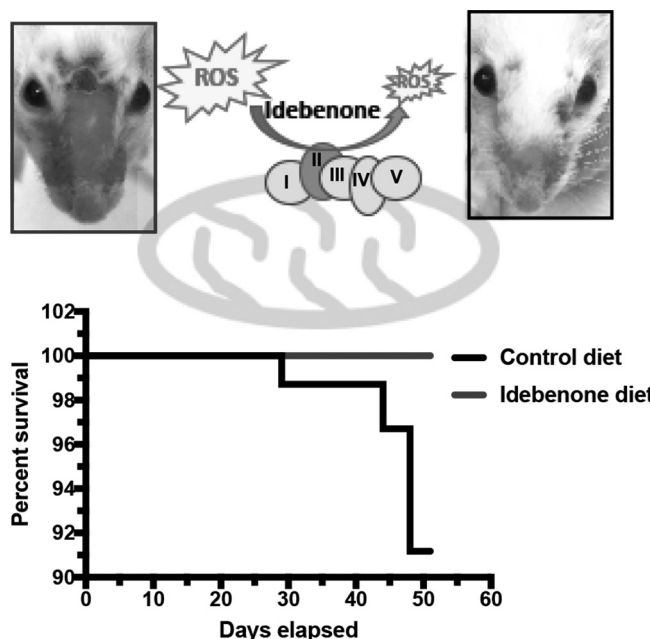 ROS
ROS
Idebenone
I
II
III
IV
V
102
100
98
96
94
92
90
Percent survival
0
10
20
30
40
50
60
Days elapsed
Control diet
Idebenone diet